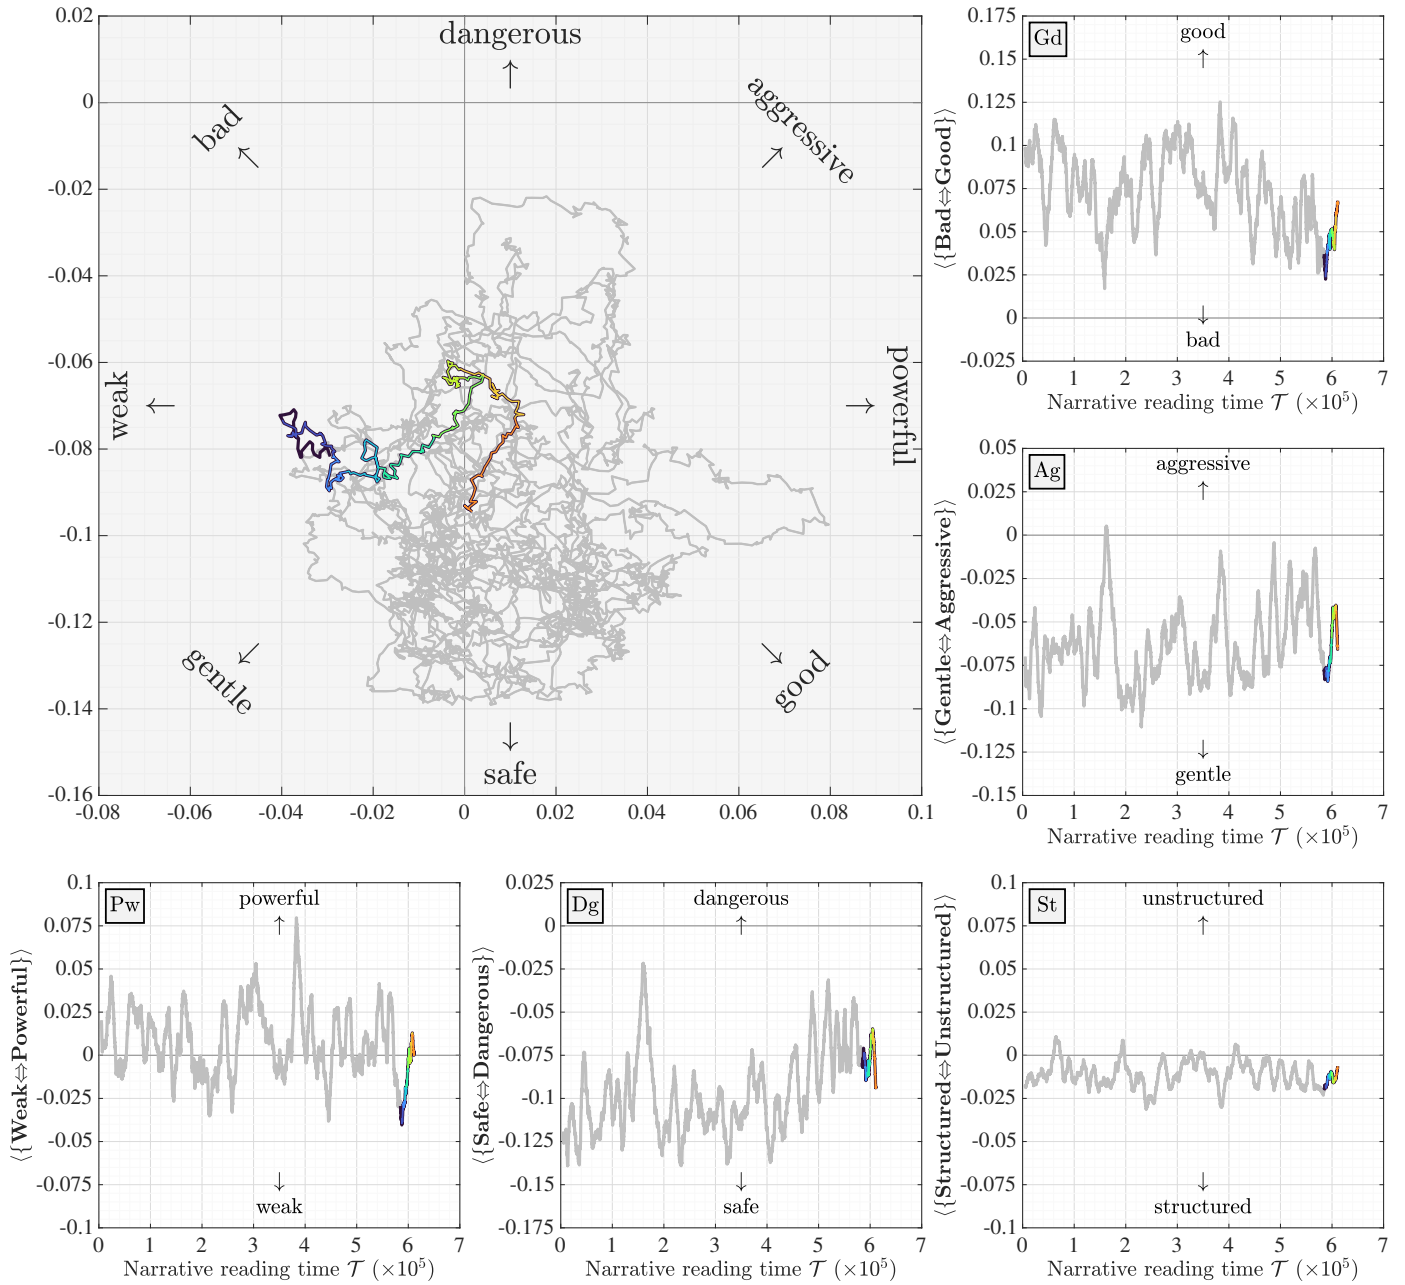 0.02
0
-0.02
-0.04
-0.06
-0.08
-0.1
-0.12
-0.14
-0.16
-0.08
-0.06
-0.04
-0.02
0
0.02
0.04
0.06
0.08
0.1
dangerous
↑
bad
↖
aggressive
↗
weak
←
→
powerful
gentle
↙
↘
good
↓
safe
Gd
good
↑
↓
bad
0.175
0.15
0.125
0.1
0.075
0.05
0.025
0
-0.025
0 1 2 3 4 5 6 7
⟨{Bad⇔Good}⟩
Narrative reading time 𝒯 (×10⁵)
Ag
aggressive
↑
↓
gentle
0.05
0.025
0
-0.025
-0.05
-0.075
-0.1
-0.125
-0.15
0 1 2 3 4 5 6 7
⟨{Gentle⇔Aggressive}⟩
Narrative reading time 𝒯 (×10⁵)
Pw
powerful
↑
↓
weak
0.1
0.075
0.05
0.025
0
-0.025
-0.05
-0.075
-0.1
0 1 2 3 4 5 6 7
⟨{Weak⇔Powerful}⟩
Narrative reading time 𝒯 (×10⁵)
Dg
dangerous
↑
↓
safe
0.025
0
-0.025
-0.05
-0.075
-0.1
-0.125
-0.15
-0.175
0 1 2 3 4 5 6 7
⟨{Safe⇔Dangerous}⟩
Narrative reading time 𝒯 (×10⁵)
St
unstructured
↑
↓
structured
0.1
0.075
0.05
0.025
0
-0.025
-0.05
-0.075
-0.1
0 1 2 3 4 5 6 7
⟨{Structured⇔Unstructured}⟩
Narrative reading time 𝒯 (×10⁵)